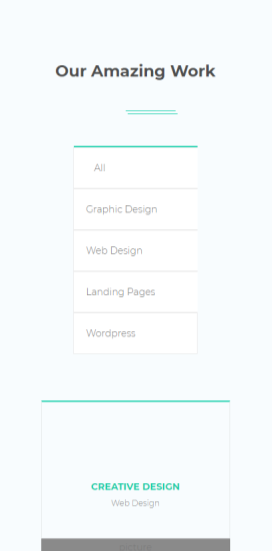 Our Amazing Work
All
Graphic Design
Web Design
Landing Pages
Wordpress
CREATIVE DESIGN
Web Design